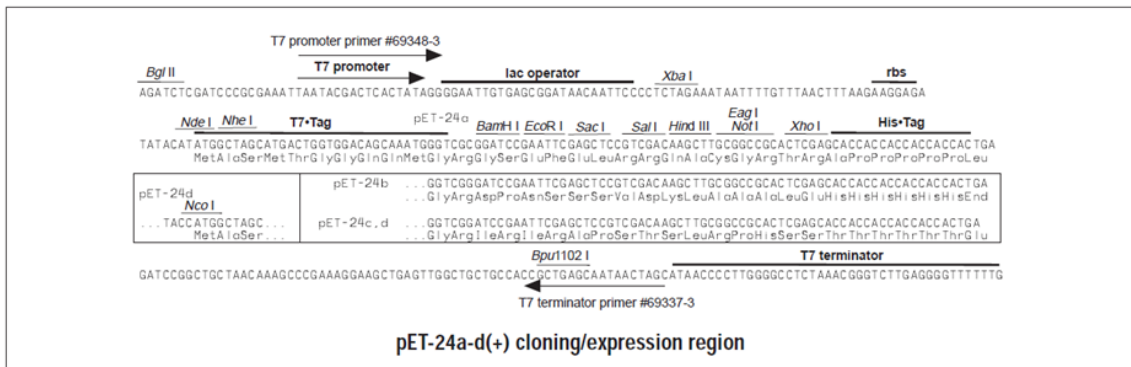 T7 promoter primer #69348-3
Bgl II T7 promoter lac operator Xba I rbs
AGATCTCGATCCCGCGAAATTAATACGACTCACTATAGGGGAATTGTGAGCGGATAACAATTCCCCTCTAGAAATAATTTTGTTTAACTTTAAGAAGGAGA
Nde I Nhe I T7•Tag pET-24a BamH I EcoR I Sac I Sal I Hind III Eag I Not I Xho I His•Tag
TATACATATGGCTAGCATGACTGGTGGACAGCAAATGGGTCGCGGATCCGAATTCGAGCTCCGTCGACAAGCTTGCGGCCGCACTCGAGCACCACCACCACCACCACTGA
MetAlaSerMetThrGlyGlyGlnGlnMetGlyArgGlySerGluPheGluLeuArgArgGlnAlaCysGlyArgThrArgAlaProProProProProProLeu
pET-24d
Nco I
...TACCATGGCTAGC...
MetAlaSer...
pET-24b ...GGTCGGGATCCGAATTCGAGCTCCGTCGACAAGCTTGCGGCCGCACTCGAGCACCACCACCACCACCACTGA
GlyArgAspProAsnSerSerSerValAspLysLeuAlaAlaAlaLeuGluHisHisHisHisHisHisEnd
pET-24c,d ...GGTCGGATCCGAATTCGAGCTCCGTCGACAAGCTTGCGGCCGCACTCGAGCACCACCACCACCACCACTGA
GlyArgIleArgIleArgAlaProSerThrSerLeuArgProHisSerSerThrThrThrThrThrThrGlu
Bpu1102 I T7 terminator
GATCCGGCTGCTAACAAAGCCCGAAAGGAAGCTGAGTTGGCTGCTGCCACCGCTGAGCAATAACTAGCATAACCCCTTGGGGCCTCTAAACGGGTCTTGAGGGGTTTTTTG
T7 terminator primer #69337-3
pET-24a-d(+) cloning/expression region